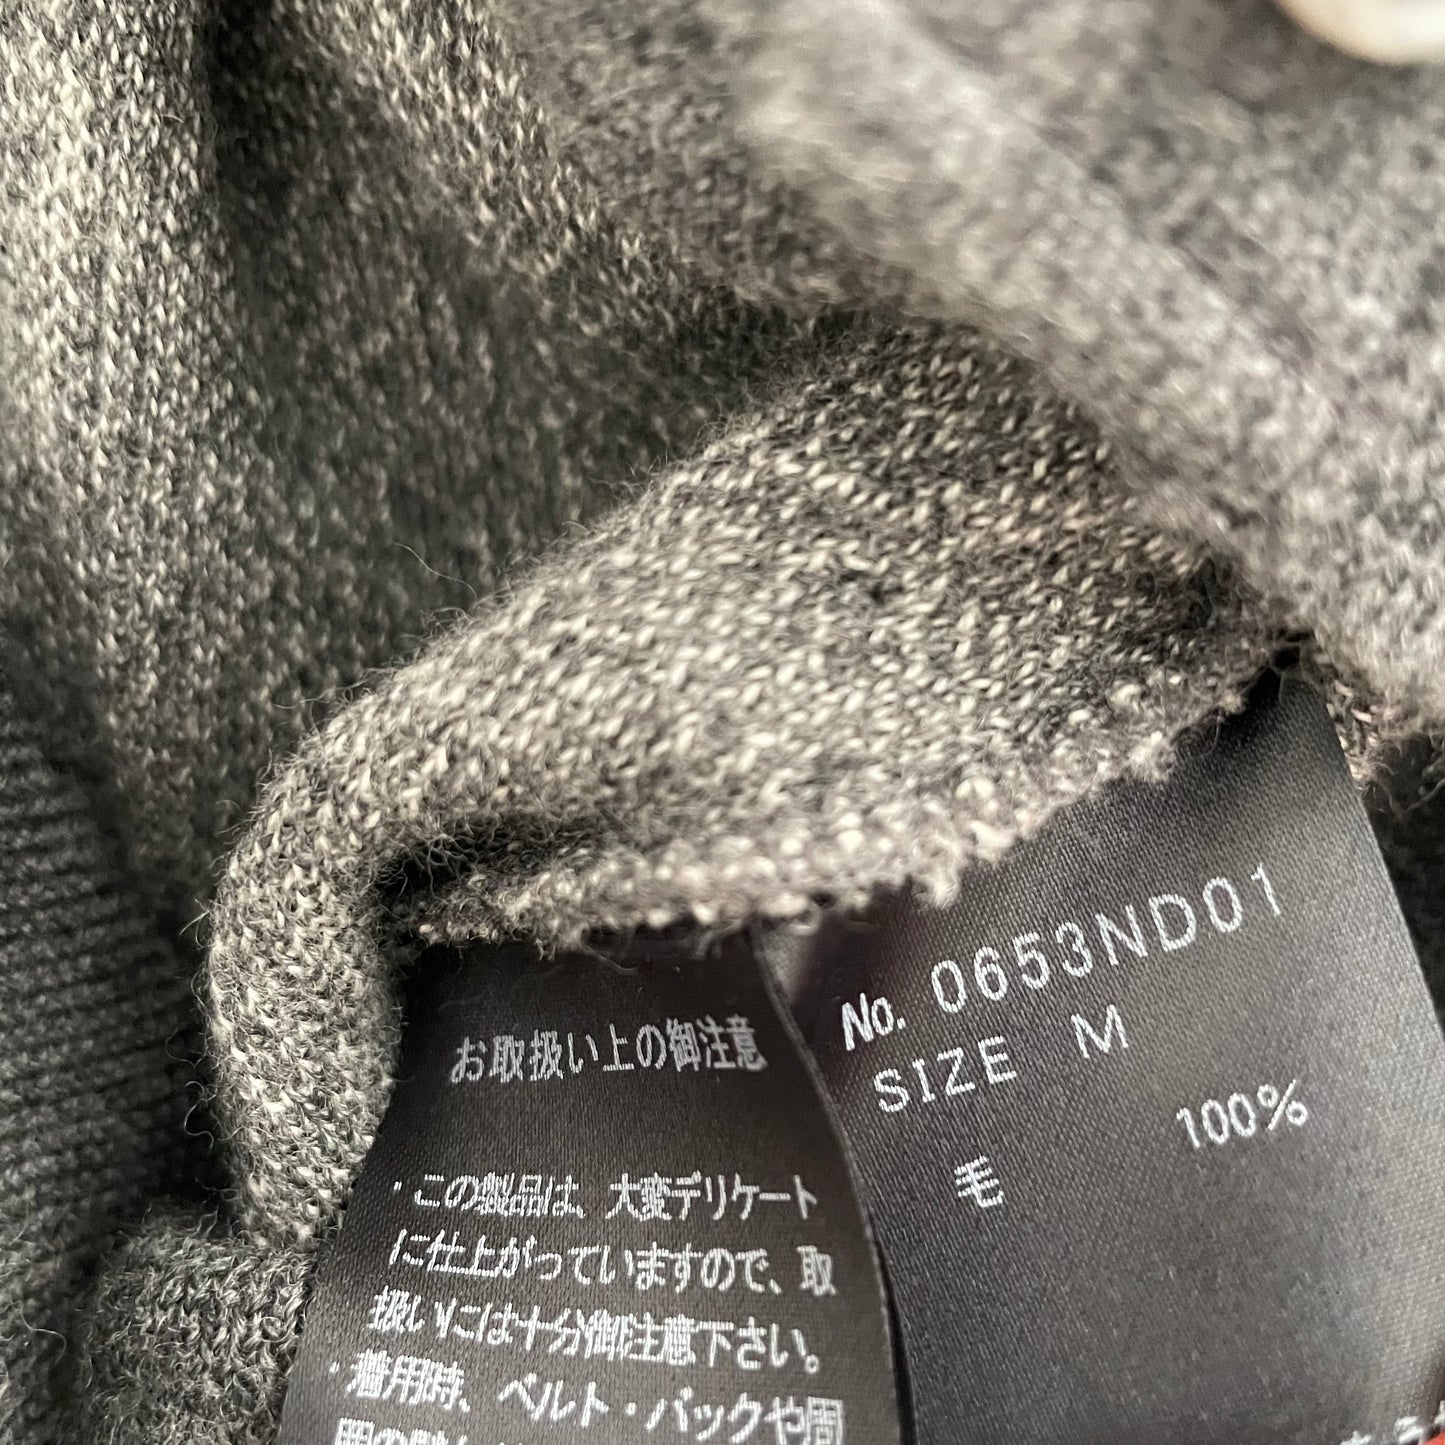 お取扱い上の御注意
・この製品は、大変デリケート
に仕上がっていますので、取
扱いには十分御注意下さい。
・着用時、ベルト・バックや周
No. 0653ND01
SIZE M
毛 100%